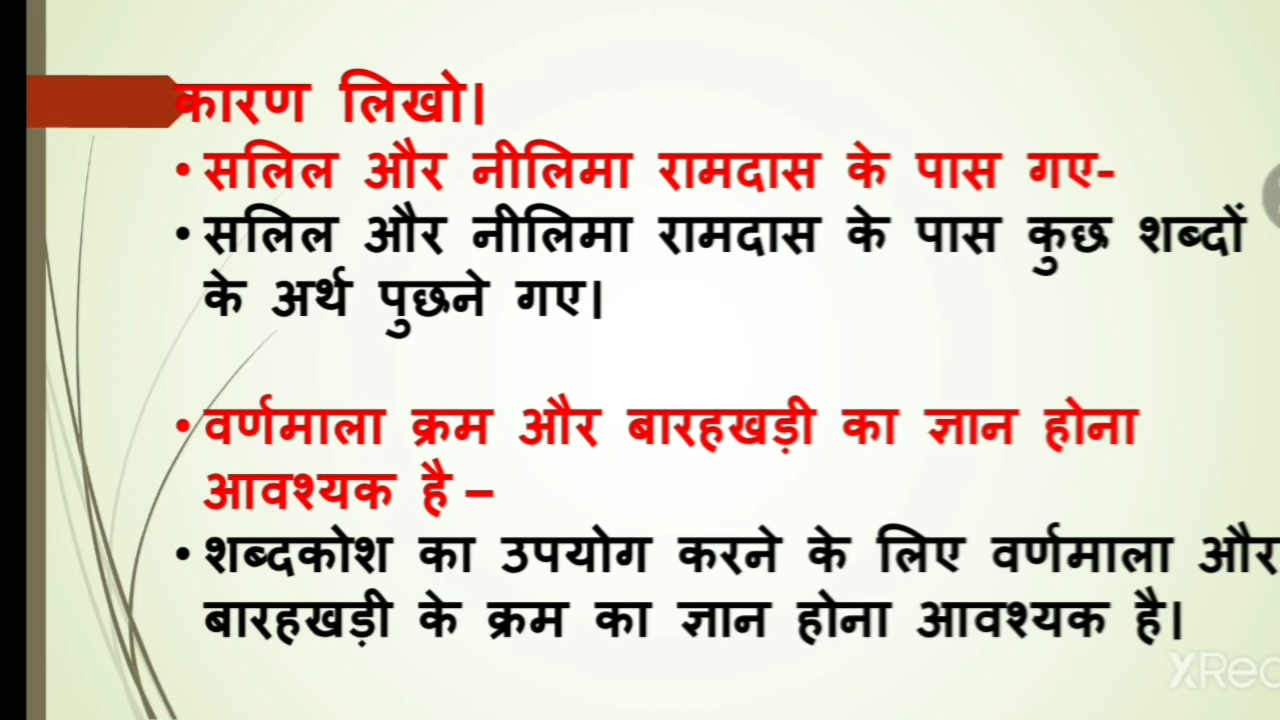 कारण लिखो।
• सलिल और नीलिमा रामदास के पास गए-
• सलिल और नीलिमा रामदास के पास कुछ शब्दों
के अर्थ पुछने गए।
• वर्णमाला क्रम और बारहखड़ी का ज्ञान होना
आवश्यक है –
• शब्दकोश का उपयोग करने के लिए वर्णमाला और
बारहखड़ी के क्रम का ज्ञान होना आवश्यक है।